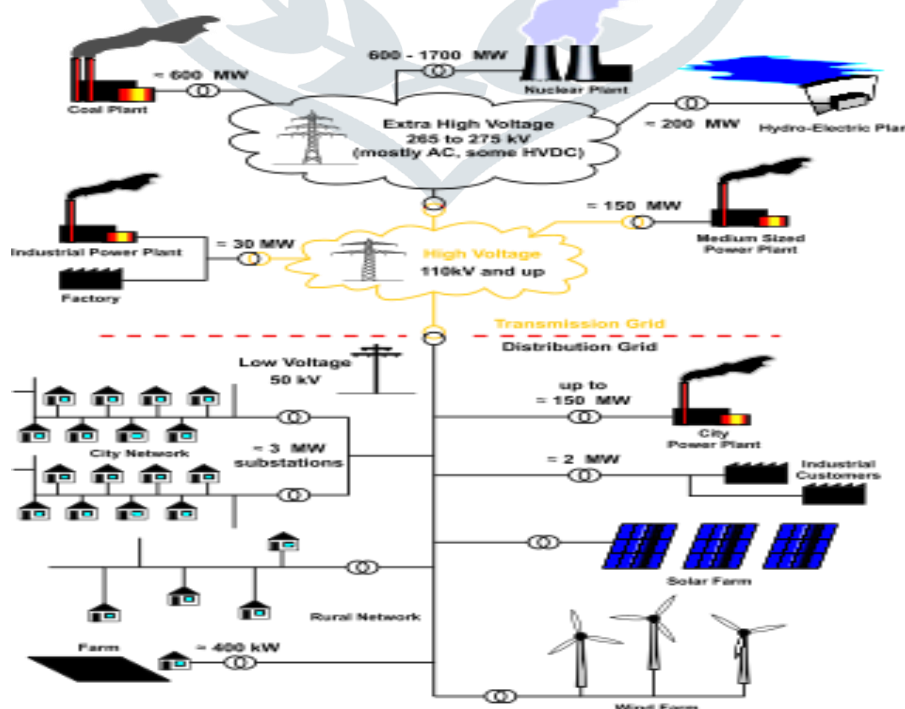 600 - 1700 MW
≈ 600 MW
Coal Plant
Nuclear Plant
Extra High Voltage
265 to 275 kV
(mostly AC, some HVDC)
≈ 200 MW
Hydro-Electric Plan
≈ 150 MW
Medium Sized
Power Plant
≈ 30 MW
Industrial Power Plant
Factory
High Voltage
110kV and up
Transmission Grid
Distribution Grid
Low Voltage
50 kV
up to
≈ 150 MW
City
Power Plant
City Network
≈ 3 MW
substations
≈ 2 MW
Industrial
Customers
Solar Farm
Rural Network
Farm
≈ 400 kW
Wind Farm